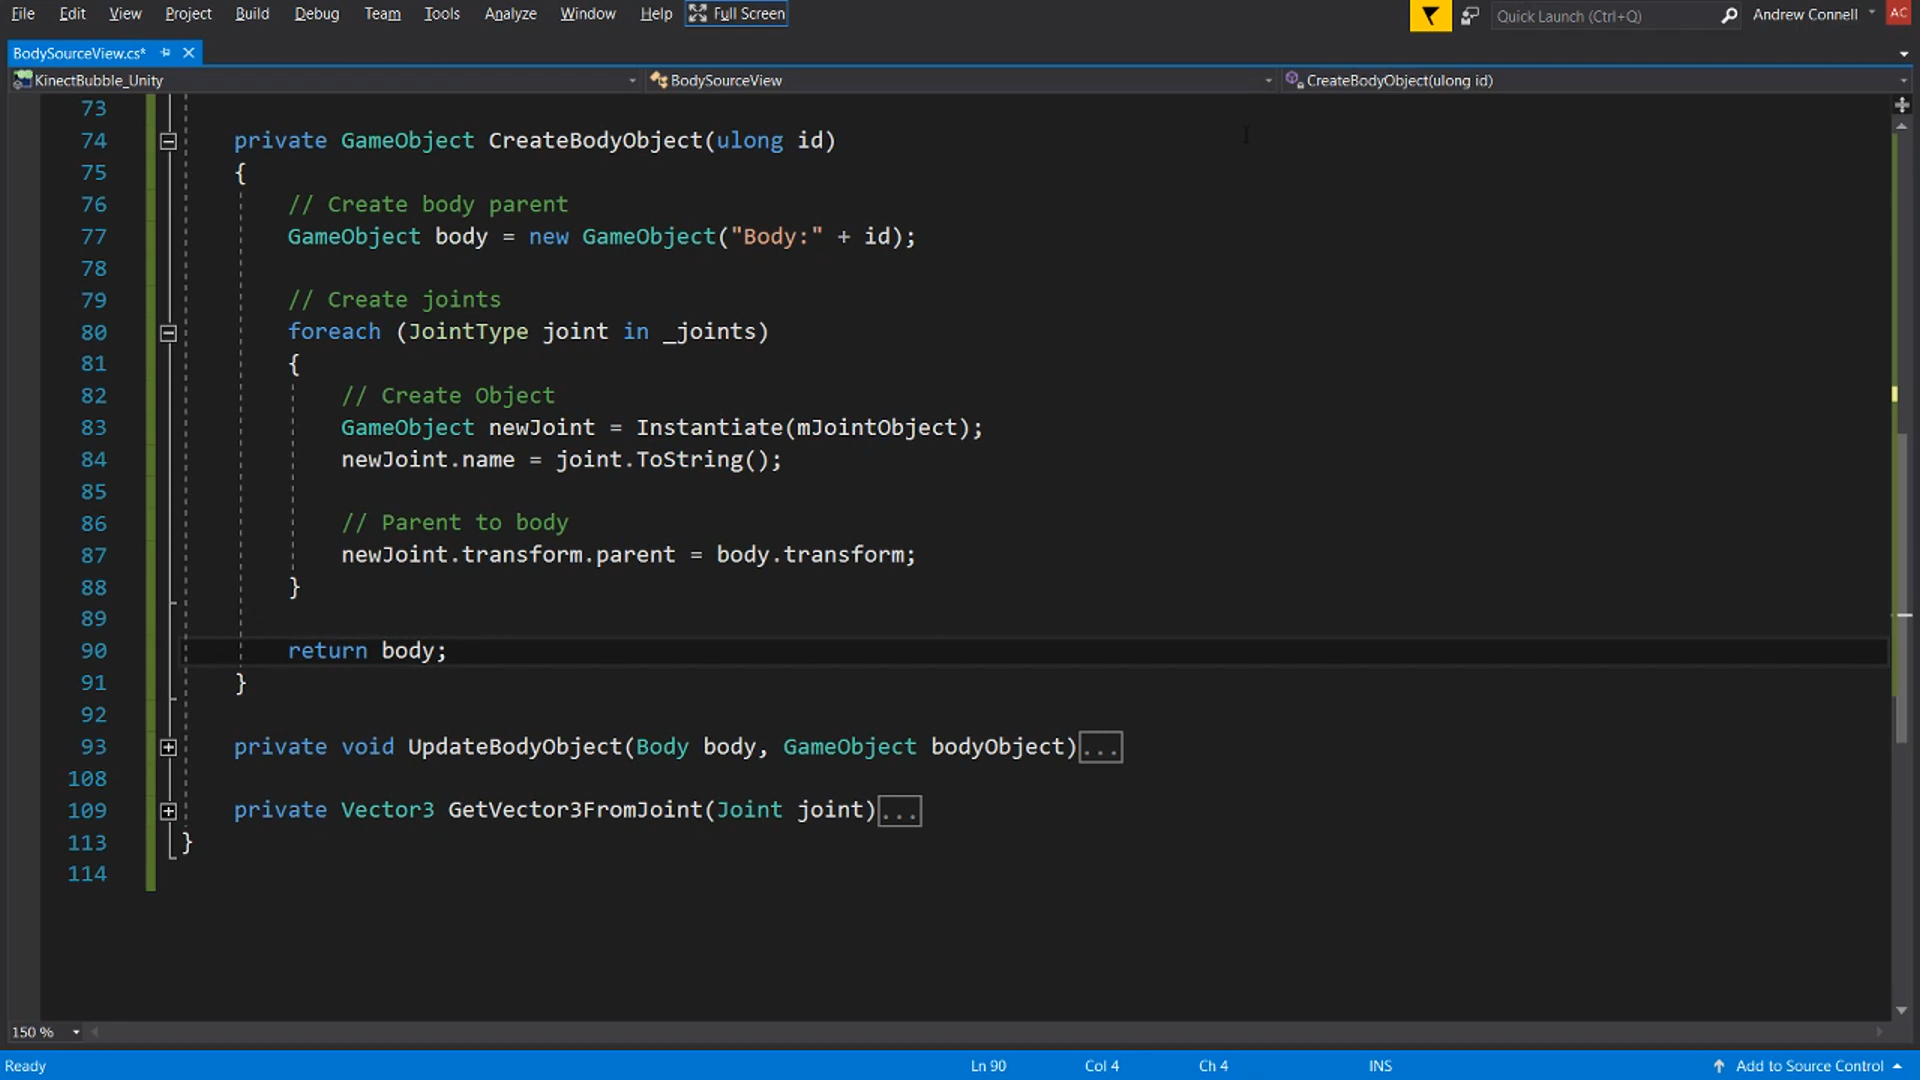 File Edit View Project Build Debug Team Tools Analyze Window Help Full Screen Quick Launch (Ctrl+Q) Andrew Connell AC
BodySourceView.cs*
KinectBubble_Unity BodySourceView CreateBodyObject(ulong id)
73
74 private GameObject CreateBodyObject(ulong id)
75 {
76 // Create body parent
77 GameObject body = new GameObject("Body:" + id);
78
79 // Create joints
80 foreach (JointType joint in _joints)
81 {
82 // Create Object
83 GameObject newJoint = Instantiate(mJointObject);
84 newJoint.name = joint.ToString();
85
86 // Parent to body
87 newJoint.transform.parent = body.transform;
88 }
89
90 return body;
91 }
92
93 private void UpdateBodyObject(Body body, GameObject bodyObject)...
108
109 private Vector3 GetVector3FromJoint(Joint joint)...
113 }
114
150 %
Ready Ln 90 Col 4 Ch 4 INS Add to Source Control